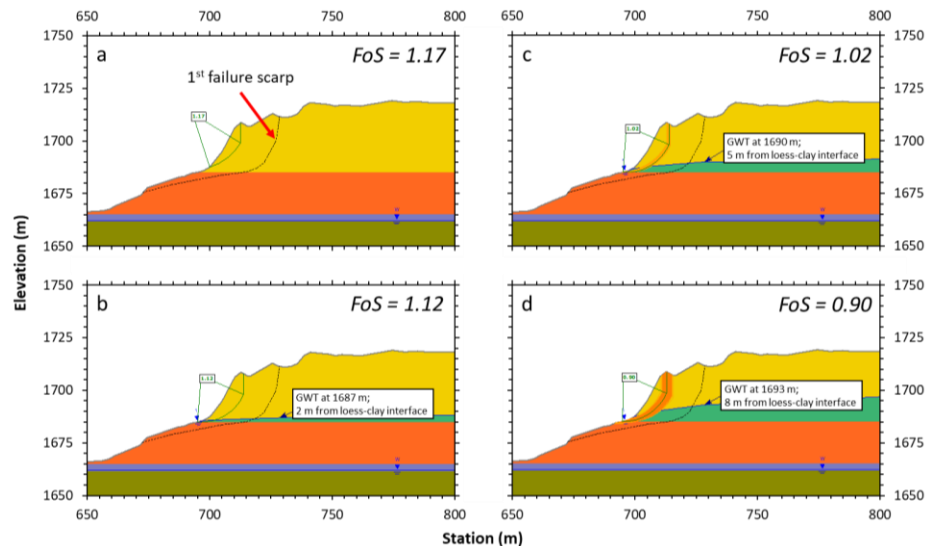 650 700 750 800
650 700 750 800
Elevation (m)
1750
1725
1700
1675
1650
a
FoS = 1.17
1st failure scarp
1.17
c
FoS = 1.02
1.02
GWT at 1690 m;
5 m from loess-clay interface
1750
1725
1700
1675
1650
1750
1725
1700
1675
1650
b
FoS = 1.12
1.12
GWT at 1687 m;
2 m from loess-clay interface
d
FoS = 0.90
0.90
GWT at 1693 m;
8 m from loess-clay interface
1750
1725
1700
1675
1650
650 700 750 800
650 700 750 800
Station (m)